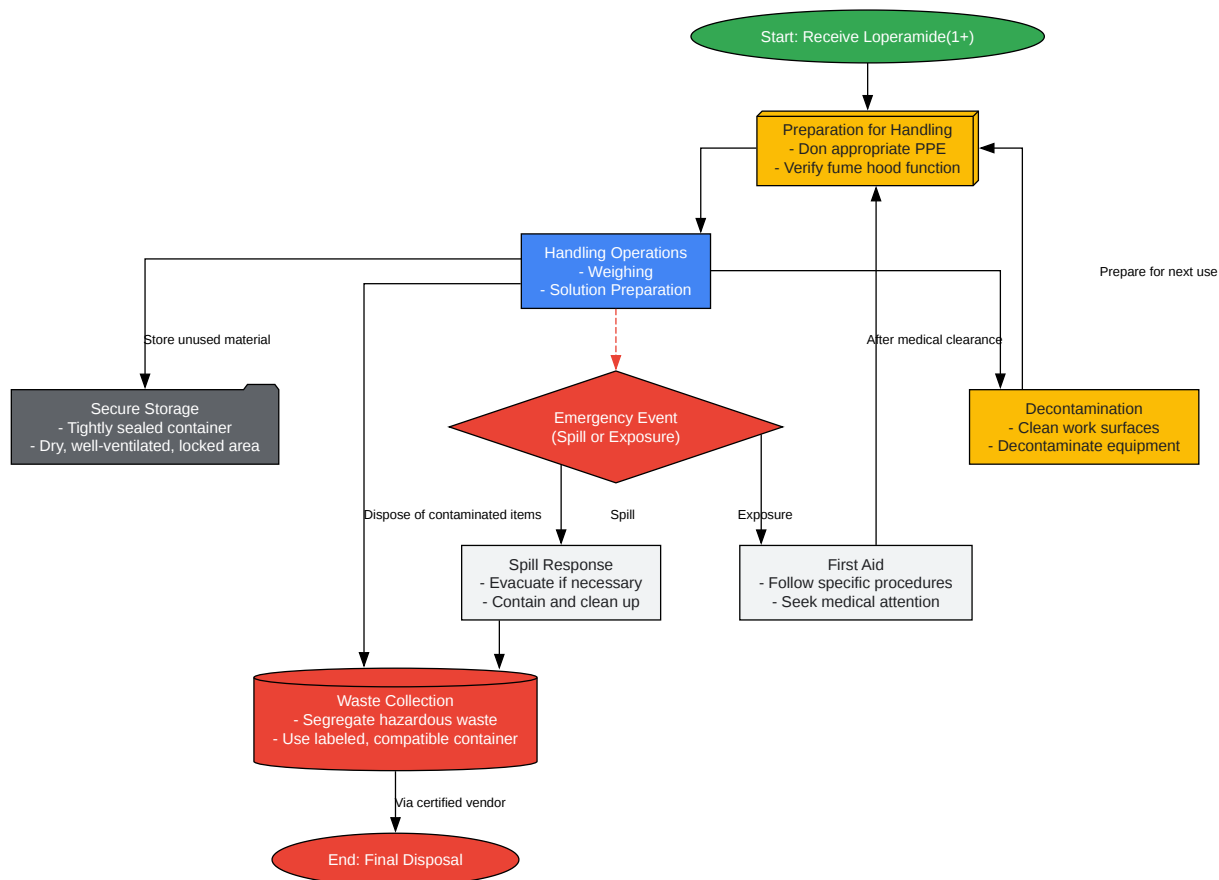 Start: Receive Loperamide(1+)
Preparation for Handling
- Don appropriate PPE
- Verify fume hood function
Handling Operations
- Weighing
- Solution Preparation
Prepare for next use
Store unused material
After medical clearance
Secure Storage
- Tightly sealed container
- Dry, well-ventilated, locked area
Emergency Event
(Spill or Exposure)
Decontamination
- Clean work surfaces
- Decontaminate equipment
Dispose of contaminated items
Spill
Exposure
Spill Response
- Evacuate if necessary
- Contain and clean up
First Aid
- Follow specific procedures
- Seek medical attention
Waste Collection
- Segregate hazardous waste
- Use labeled, compatible container
Via certified vendor
End: Final Disposal